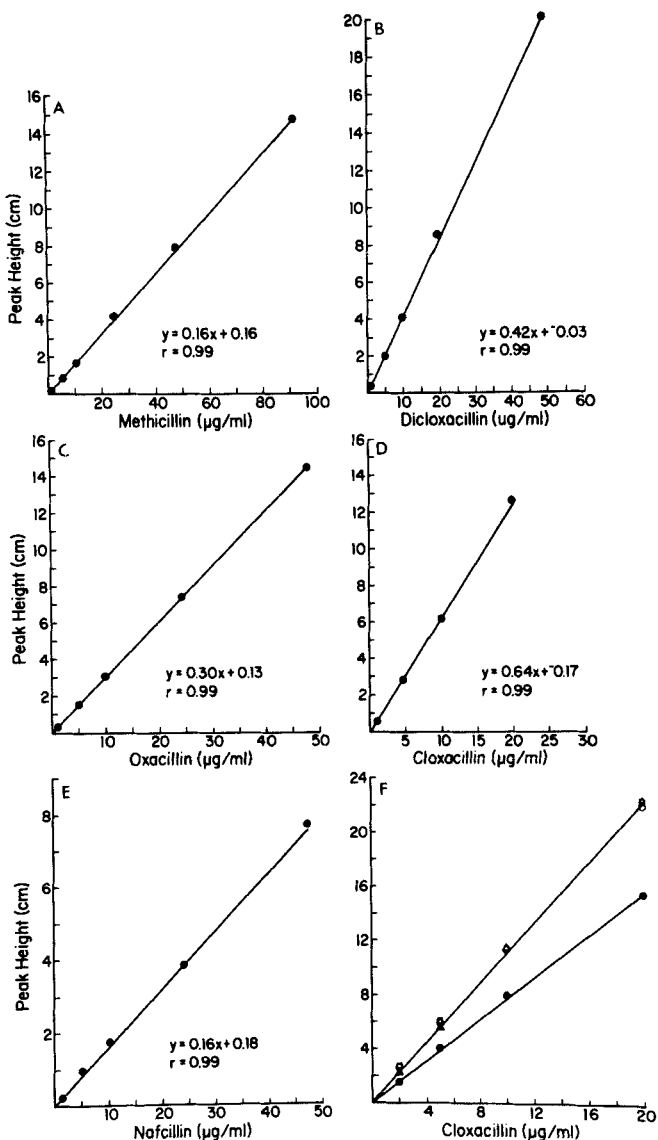 A
Peak Height (cm)
16
14
12
10
8
6
4
2
y = 0.16x + 0.16
r = 0.99
20 40 60 80 100
Methicillin (µg/ml)
B
20
18
16
14
12
10
8
6
4
2
y = 0.42x + ⁻0.03
r = 0.99
10 20 30 40 50 60
Dicloxacillin (ug/ml)
C
Peak Height (cm)
16
14
12
10
8
6
4
2
y = 0.30x + 0.13
r = 0.99
10 20 30 40 50
Oxacillin (µg/ml)
D
16
14
12
10
8
6
4
2
y = 0.64x + ⁻0.17
r = 0.99
5 10 15 20 25 30
Cloxacillin (µg/ml)
E
Peak Height (cm)
8
6
4
2
y = 0.16x + 0.18
r = 0.99
10 20 30 40 50
Nafcillin (µg/ml)
F
24
20
16
12
8
4
4 8 12 16 20
Cloxacillin (µg/ml)